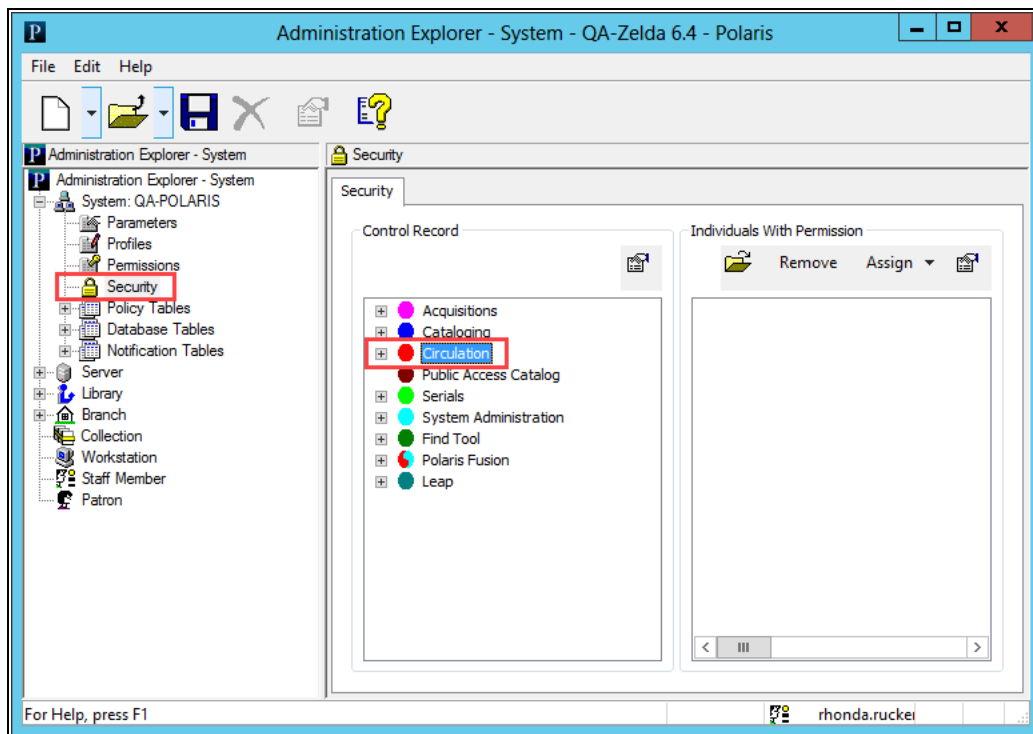 Administration Explorer - System - QA-Zelda 6.4 - Polaris
File Edit Help
Administration Explorer - System
Security
Administration Explorer - System
System: QA-POLARIS
Parameters
Profiles
Permissions
Security
Policy Tables
Database Tables
Notification Tables
Server
Library
Branch
Collection
Workstation
Staff Member
Patron
Security
Control Record
Acquisitions
Cataloging
Circulation
Public Access Catalog
Serials
System Administration
Find Tool
Polaris Fusion
Leap
Individuals With Permission
Remove Assign
For Help, press F1
rhonda.rucker